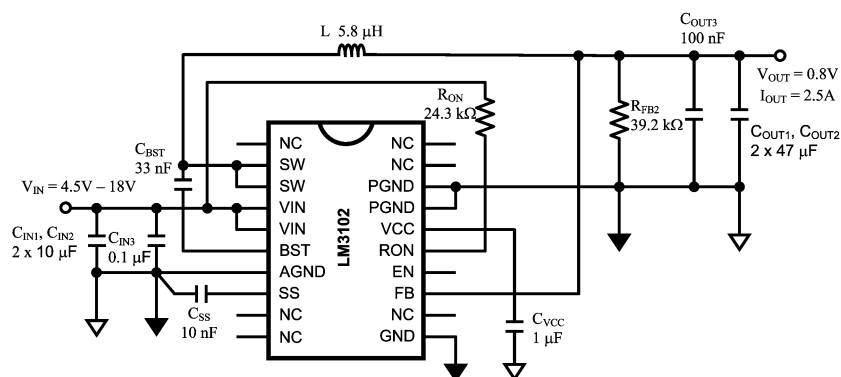 L 5.8 µH
C_OUT3
100 nF
V_OUT = 0.8V
I_OUT = 2.5A
R_ON
24.3 kΩ
R_FB2
39.2 kΩ
C_OUT1, C_OUT2
2 x 47 µF
C_BST
33 nF
V_IN = 4.5V – 18V
C_IN1, C_IN2
2 x 10 µF
C_IN3
0.1 µF
C_SS
10 nF
NC
SW
SW
VIN
VIN
BST
AGND
SS
NC
NC
LM3102
NC
NC
PGND
PGND
VCC
RON
EN
FB
NC
GND
C_VCC
1 µF